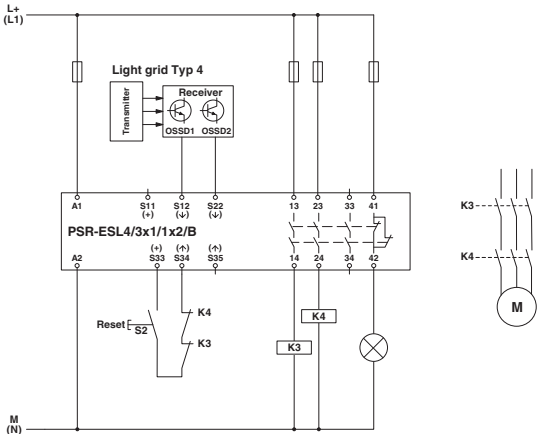 L+
(L1)
Light grid Typ 4
Transmitter
Receiver
OSSD1 OSSD2
A1 S11 S12 S22 13 23 33 41
(+) (↓) (↓)
PSR-ESL4/3x1/1x2/B
(+) (↑) (↑)
A2 S33 S34 S35 14 24 34 42
K3
K4
M
Reset
S2
K4
K3
K4
K3
M
(N)